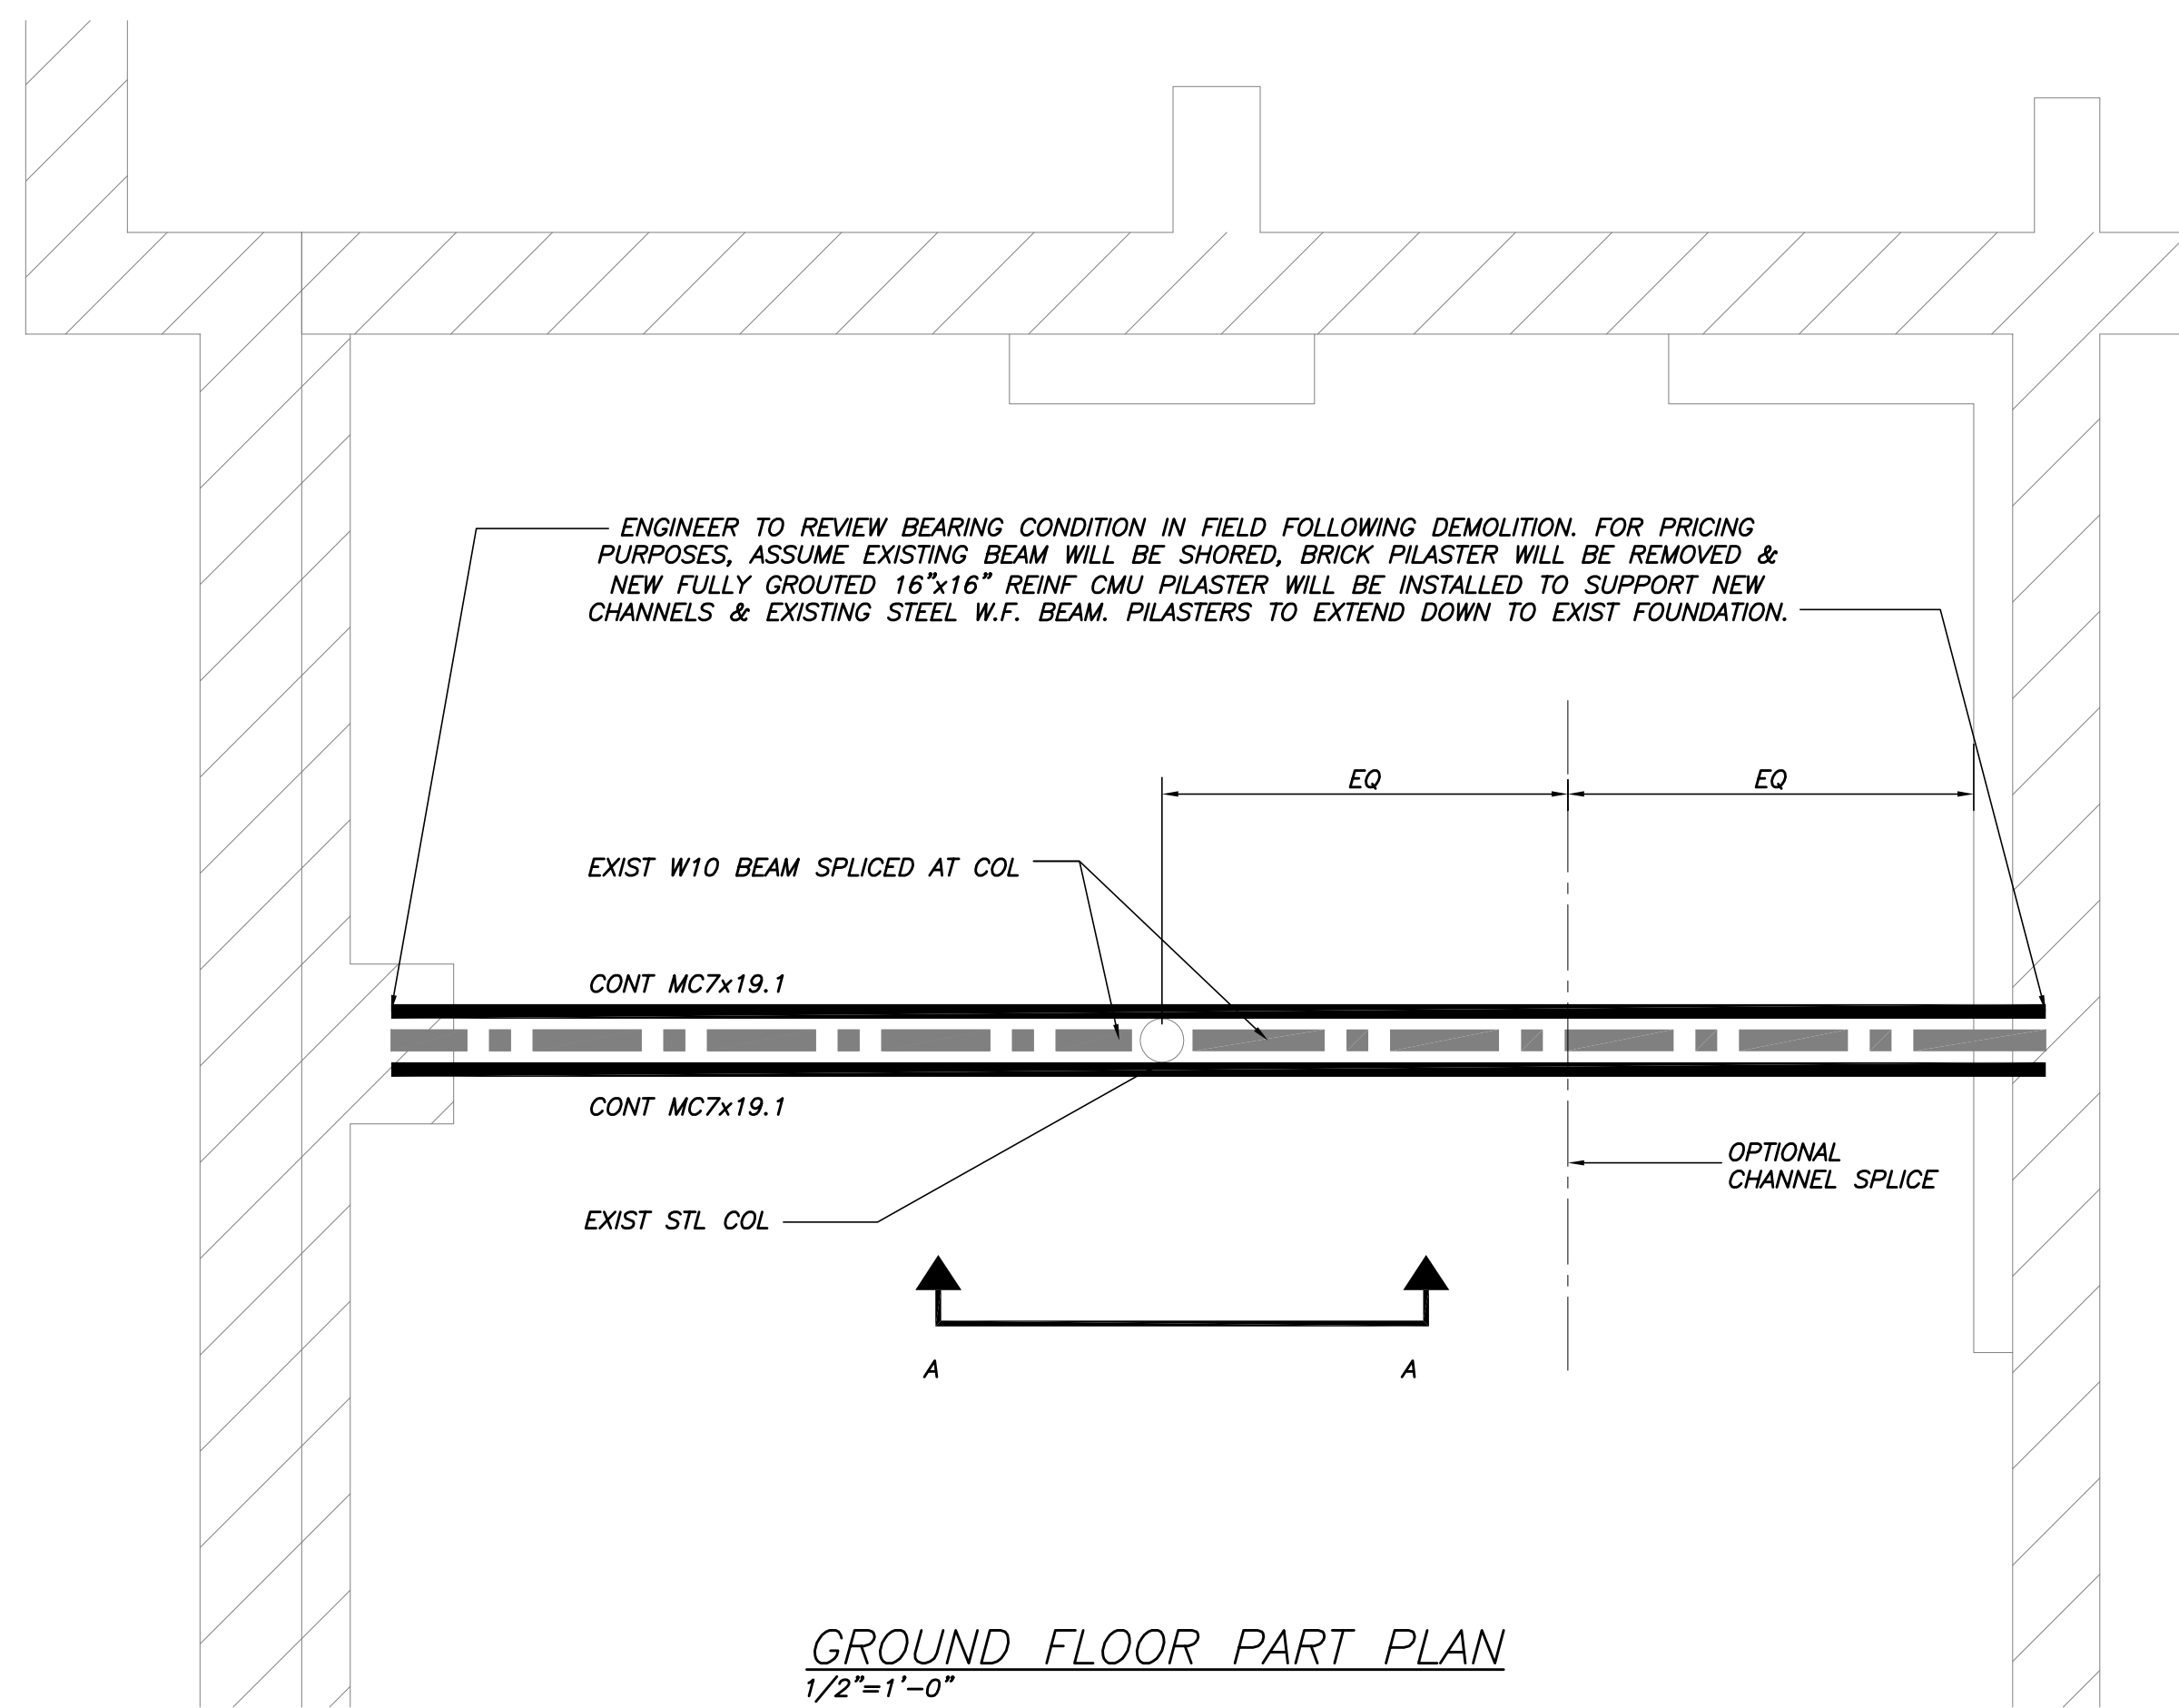 ENGINEER TO REVIEW BEARING CONDITION IN FIELD FOLLOWING DEMOLITION. FOR PRICING
PURPOSES, ASSUME EXISTING BEAM WILL BE SHORED, BRICK PILASTER WILL BE REMOVED &
NEW FULLY GROUTED 16"x16" REINF CMU PILASTER WILL BE INSTALLED TO SUPPORT NEW
CHANNELS & EXISTING STEEL W.F. BEAM. PILASTERS TO EXTEND DOWN TO EXIST FOUNDATION.
EQ
EQ
EXIST W10 BEAM SPLICED AT COL
CONT MC7x19.1
CONT MC7x19.1
OPTIONAL
CHANNEL SPLICE
EXIST STL COL
A
A
GROUND FLOOR PART PLAN
1/2"=1'-0"